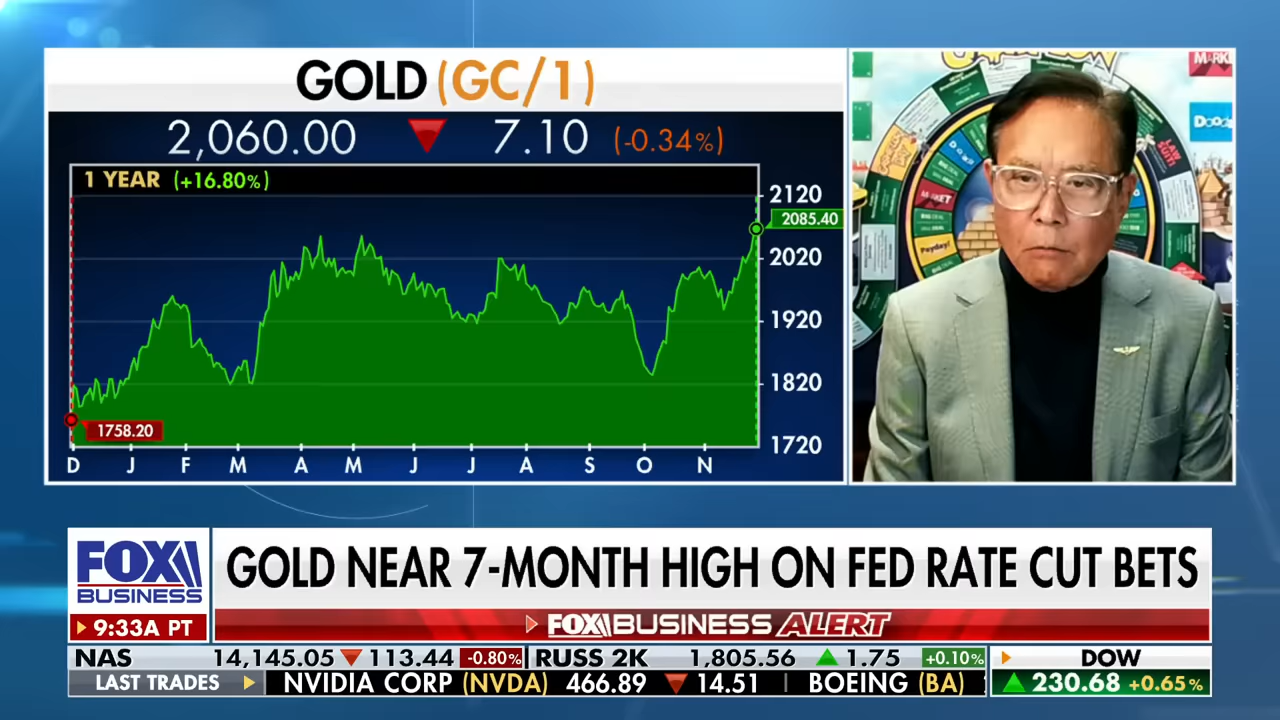 GOLD (GC/1)
2,060.00 ▼ 7.10 (-0.34%)
1 YEAR (+16.80%)
2120
2085.40
2020
1920
1820
1758.20
1720
D J F M A M J J A S O N
MARKET
Payday!
LAW SUIT!
FOX BUSINESS
9:33A PT
GOLD NEAR 7-MONTH HIGH ON FED RATE CUT BETS
FOX BUSINESS ALERT
NAS 14,145.05 ▼ 113.44 -0.80% RUSS 2K 1,805.56 ▲ 1.75 +0.10%
DOW
LAST TRADES NVIDIA CORP (NVDA) 466.89 ▼ 14.51 | BOEING (BA)
▲ 230.68 +0.65%